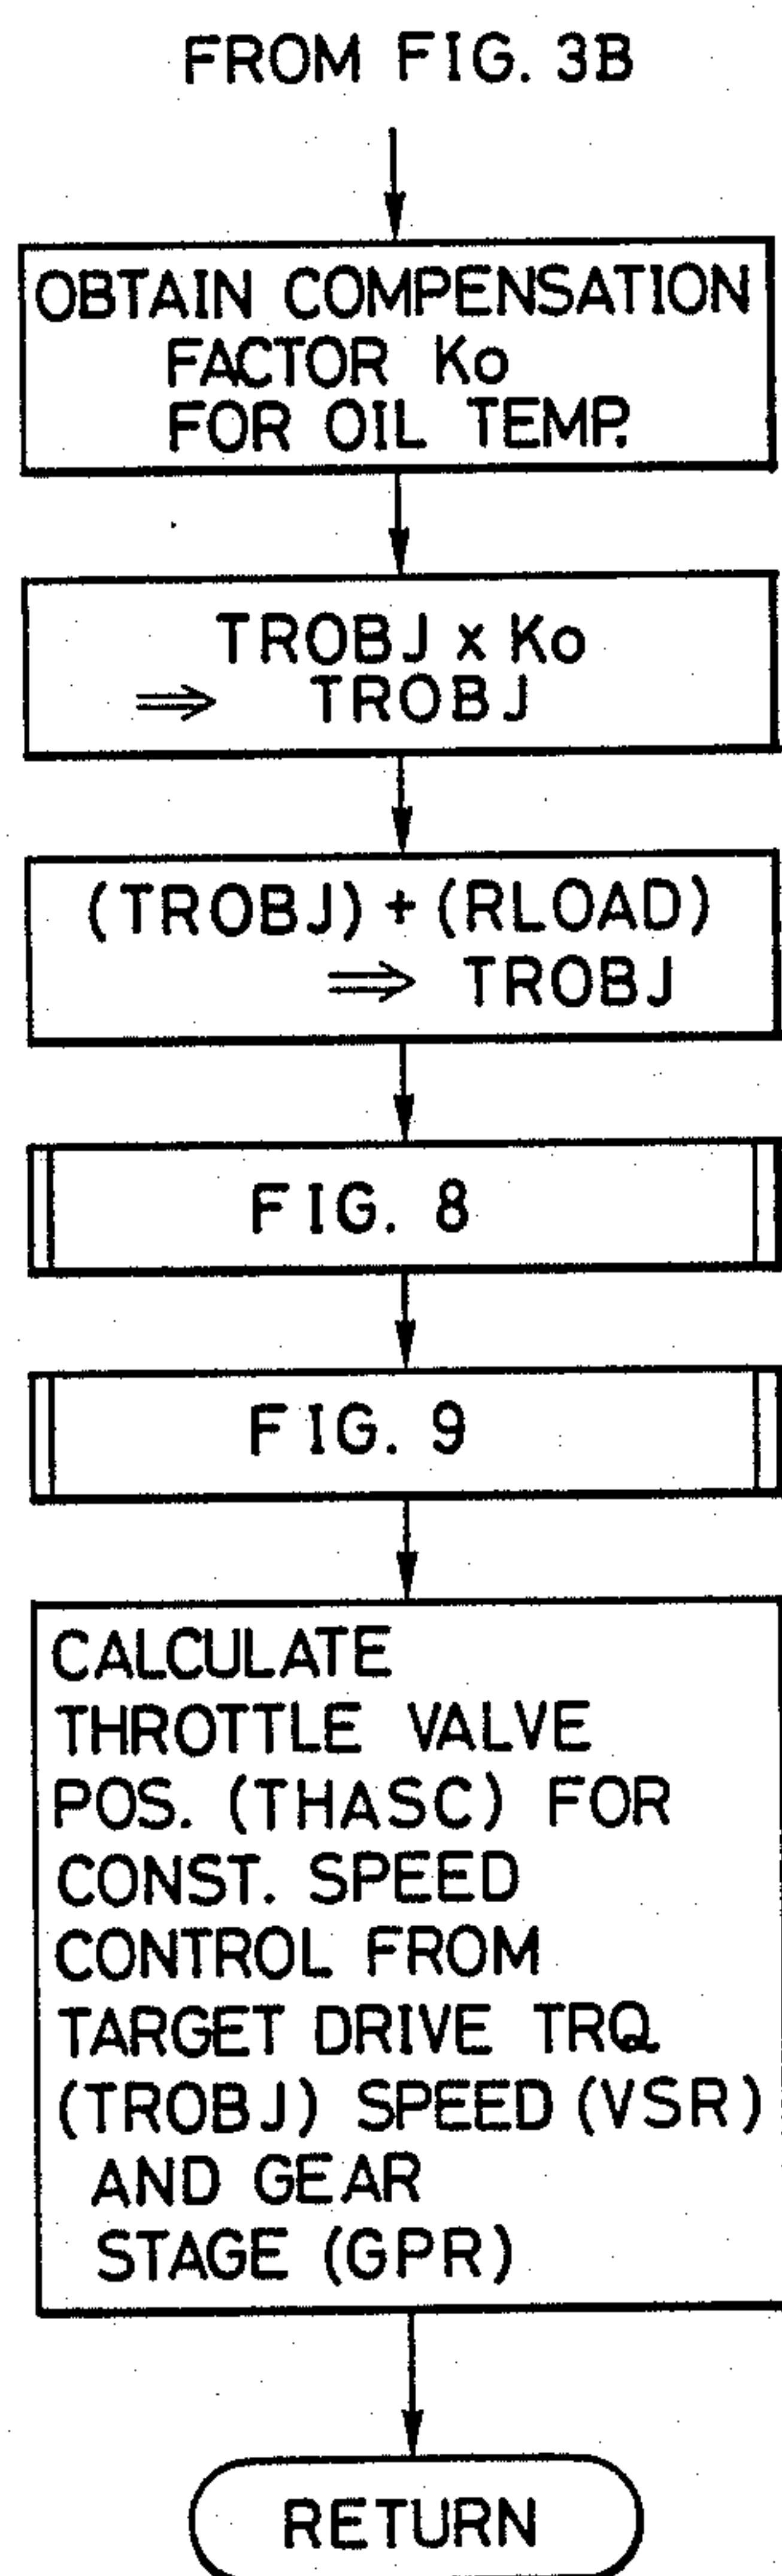 FROM FIG. 3B
OBTAIN COMPENSATION
FACTOR Ko
FOR OIL TEMP.
TROBJ x Ko
⇒ TROBJ
(TROBJ) + (RLOAD)
⇒ TROBJ
FIG. 8
FIG. 9
CALCULATE
THROTTLE VALVE
POS. (THASC) FOR
CONST. SPEED
CONTROL FROM
TARGET DRIVE TRQ.
(TROBJ) SPEED (VSR)
AND GEAR
STAGE (GPR)
RETURN